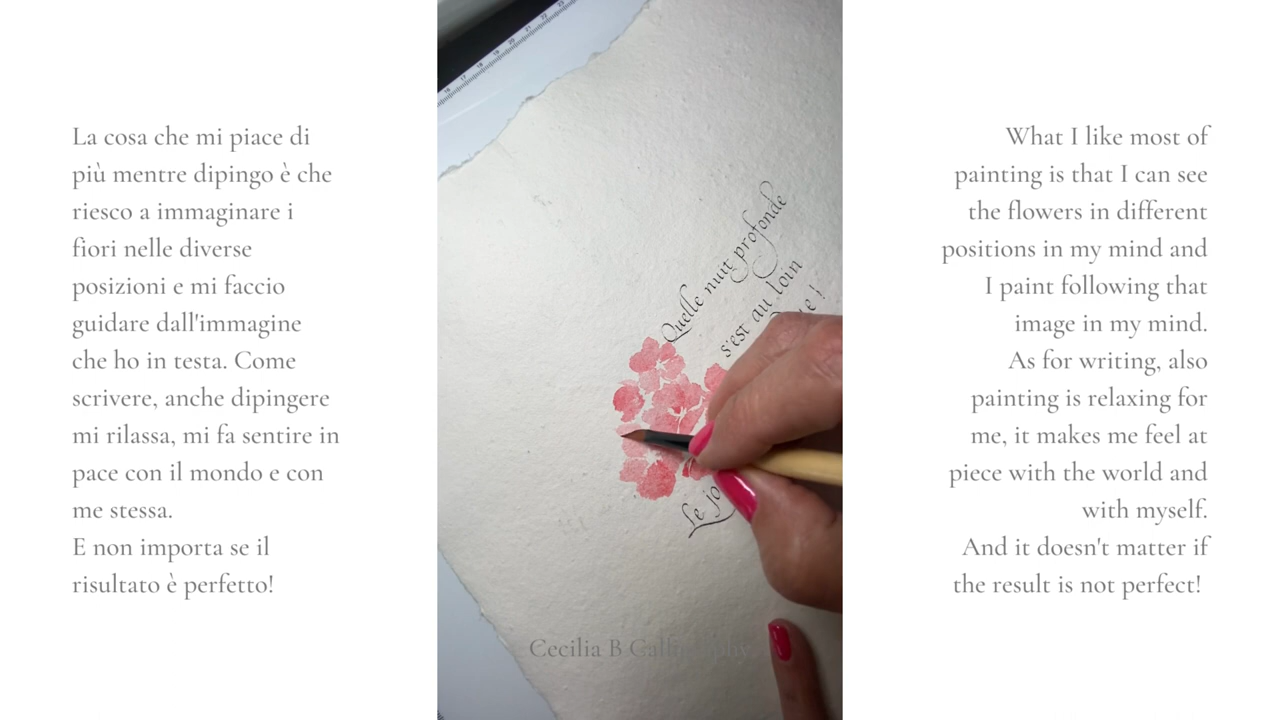 La cosa che mi piace di
più mentre dipingo è che
riesco a immaginare i
fiori nelle diverse
posizioni e mi faccio
guidare dall'immagine
che ho in testa. Come
scrivere, anche dipingere
mi rilassa, mi fa sentire in
pace con il mondo e con
me stessa.
E non importa se il
risultato è perfetto!
Quelle nuit profonde
s'est au loin
!
Le jo
Cecilia B Calligraphy
What I like most of
painting is that I can see
the flowers in different
positions in my mind and
I paint following that
image in my mind.
As for writing, also
painting is relaxing for
me, it makes me feel at
piece with the world and
with myself.
And it doesn't matter if
the result is not perfect!